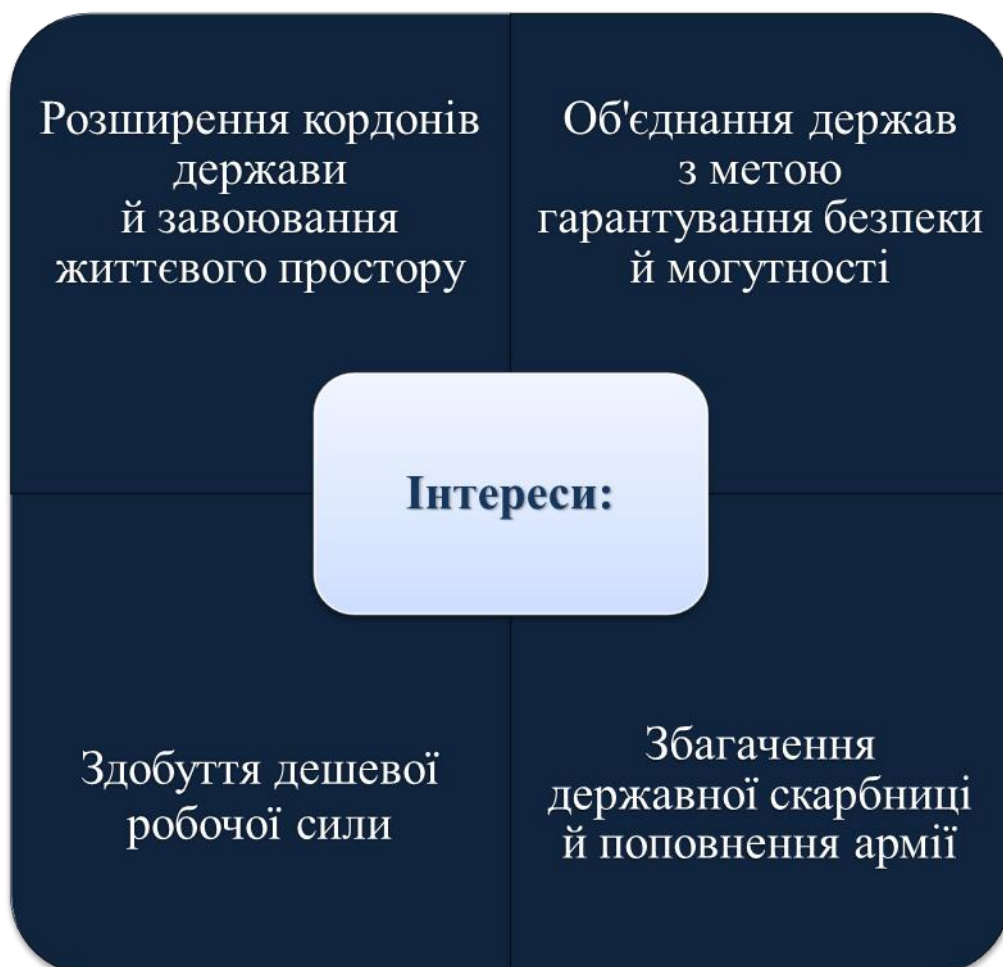 Розширення кордонів
держави
й завоювання
життєвого простору
Об'єднання держав
з метою
гарантування безпеки
й могутності
Інтереси:
Здобуття дешевої
робочої сили
Збагачення
державної скарбниці
й поповнення армії